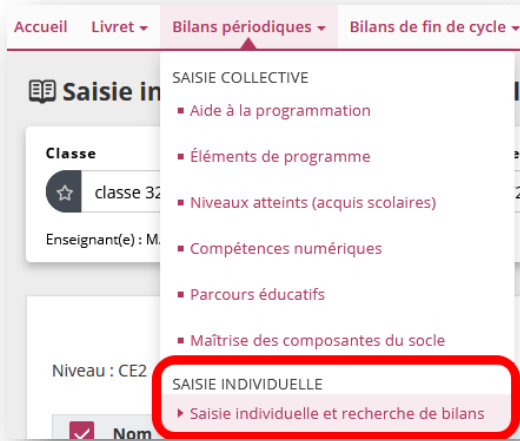 Accueil Livret Bilans périodiques Bilans de fin de cycle
SAISIE COLLECTIVE
Saisie in
Aide à la programmation
Classe
Éléments de programme
classe 32
Niveaux atteints (acquis scolaires)
Enseignant(e) : M.
Compétences numériques
Parcours éducatifs
Maîtrise des composantes du socle
Niveau : CE2
SAISIE INDIVIDUELLE
Saisie individuelle et recherche de bilans
Nom